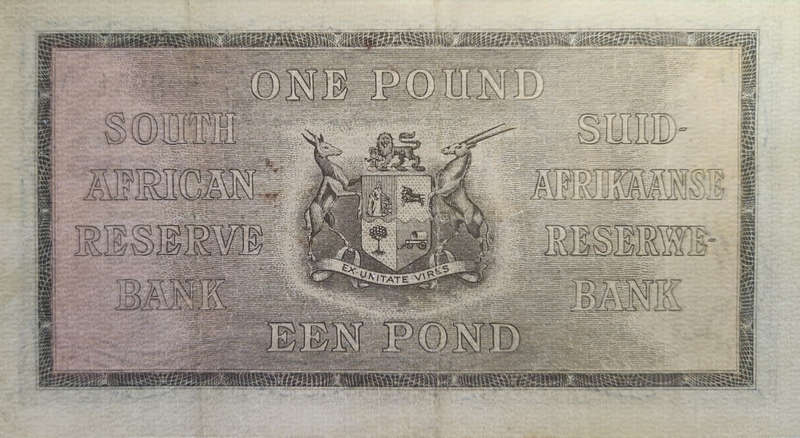 ONE POUND
SOUTH
AFRICAN
RESERVE
BANK
SUID-
AFRIKAANSE
RESERWE-
BANK
EX UNITATE VIRES
EEN POND